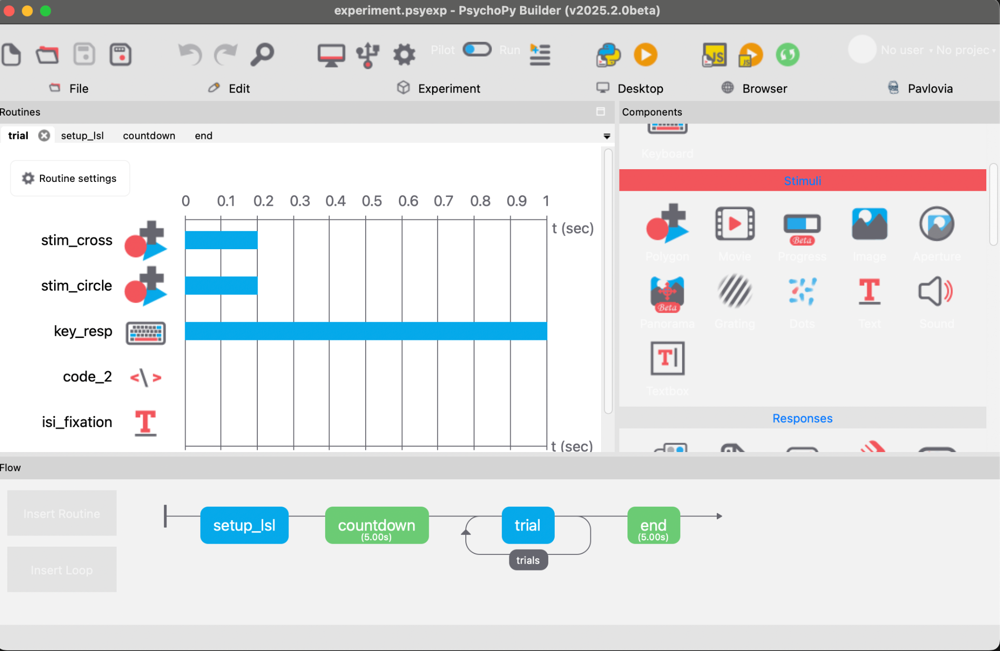 experiment.psyexp - PsychoPy Builder (v2025.2.0beta)
Pilot Run
No user No projec
File Edit Experiment Desktop Browser Pavlovia
Routines
Components
trial setup_lsl countdown end
Keyboard
Routine settings
Stimuli
0 0.1 0.2 0.3 0.4 0.5 0.6 0.7 0.8 0.9 1
t (sec)
stim_cross
stim_circle
key_resp
code_2
isi_fixation
t (sec)
Beta
Polygon Movie Progress Image Aperture
Beta
Panorama Grating Dots Text Sound
Textbox
Responses
Flow
Insert Routine
Insert Loop
setup_lsl
countdown
(5.00s)
trial
trials
end
(5.00s)
JS
JS